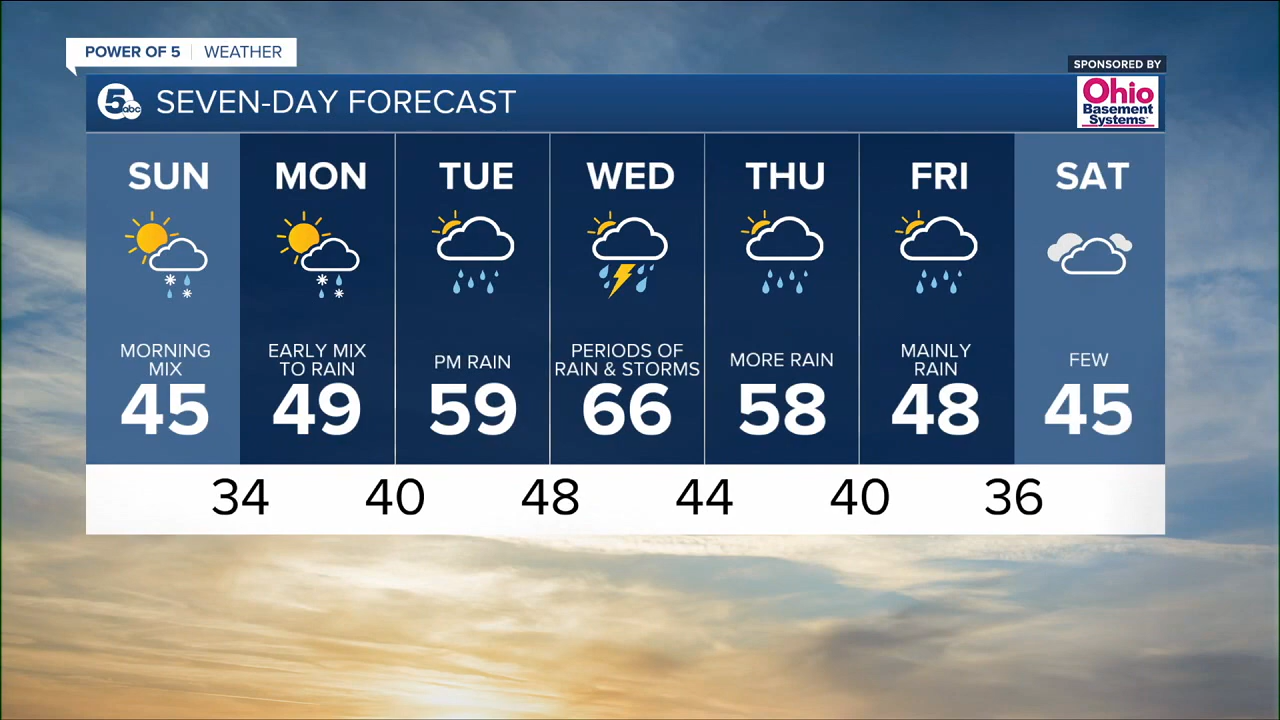 POWER OF 5 | WEATHER
SPONSORED BY
5 abc SEVEN-DAY FORECAST
Ohio
Basement
Systems
SUN MON TUE WED THU FRI SAT
MORNING
MIX
45
EARLY MIX
TO RAIN
49
PM RAIN
59
PERIODS OF
RAIN & STORMS
66
MORE RAIN
58
MAINLY
RAIN
48
FEW
45
34 40 48 44 40 36